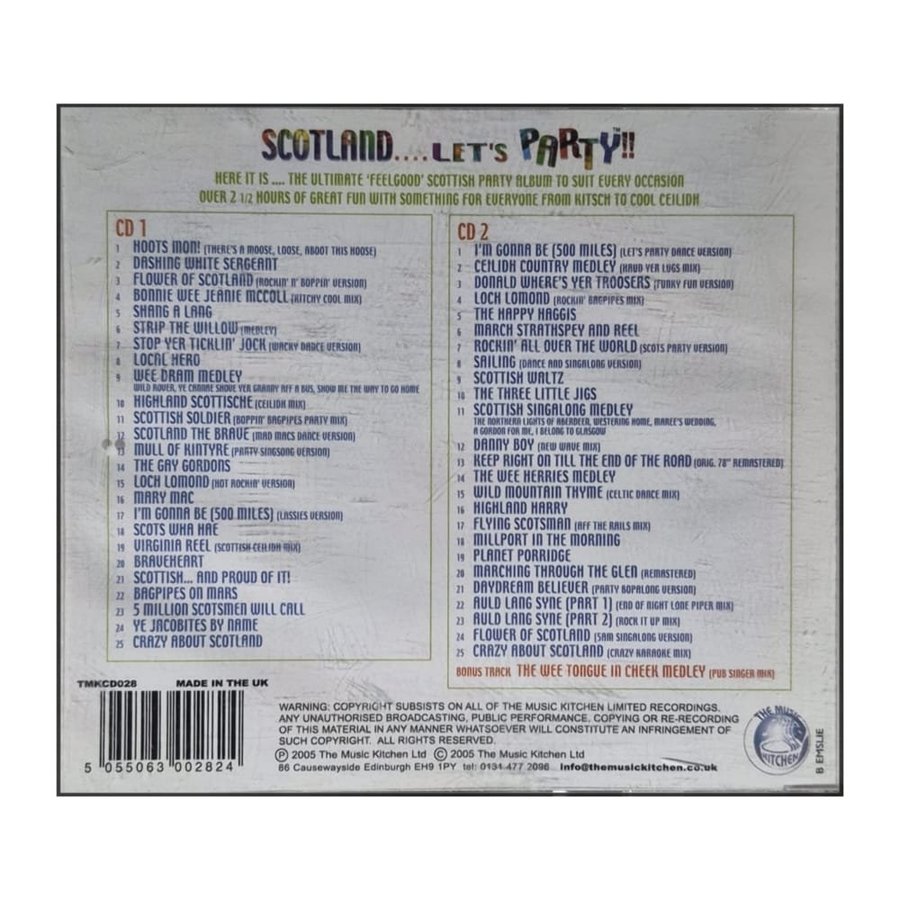 SCOTLAND....LET'S PARTY!!™
HERE IT IS .... THE ULTIMATE 'FEELGOOD' SCOTTISH PARTY ALBUM TO SUIT EVERY OCCASION
OVER 2 1/2 HOURS OF GREAT FUN WITH SOMETHING FOR EVERYONE FROM KITSCH TO COOL CEILIDH
CD 1
1 HOOTS MON! (THERE'S A MOOSE, LOOSE, ABOOT THIS HOOSE)
2 DASHING WHITE SERGEANT
3 FLOWER OF SCOTLAND (ROCKIN' N' BOPPIN' VERSION)
4 BONNIE WEE JEANIE MCCOLL (KITCHY COOL MIX)
5 SHANG A LANG
6 STRIP THE WILLOW (MEDLEY)
7 STOP YER TICKLIN' JOCK (WACKY DANCE VERSION)
8 LOCAL HERO
9 WEE DRAM MEDLEY
WILD ROVER, YE CANNAE SHOVE YER GRANNY AFF A BUS, SHOW ME THE WAY TO GO HOME
10 HIGHLAND SCOTTISCHE (CEILIDH MIX)
11 SCOTTISH SOLDIER (BOPPIN' BAGPIPES PARTY MIX)
12 SCOTLAND THE BRAVE (MAD MACS DANCE VERSION)
13 MULL OF KINTYRE (PARTY SINGSONG VERSION)
14 THE GAY GORDONS
15 LOCH LOMOND (HOT ROCKIN' VERSION)
16 MARY MAC
17 I'M GONNA BE (500 MILES) (LASSIES VERSION)
18 SCOTS WHA HAE
19 VIRGINIA REEL (SCOTTISH CEILIDH MIX)
20 BRAVEHEART
21 SCOTTISH... AND PROUD OF IT!
22 BAGPIPES ON MARS
23 5 MILLION SCOTSMEN WILL CALL
24 YE JACOBITES BY NAME
25 CRAZY ABOUT SCOTLAND
CD 2
1 I'M GONNA BE (500 MILES) (LET'S PARTY DANCE VERSION)
2 CEILIDH COUNTRY MEDLEY (HAUD YER LUGS MIX)
3 DONALD WHERE'S YER TROOSERS (FUNKY FUN VERSION)
4 LOCH LOMOND (ROCKIN' BAGPIPES MIX)
5 THE HAPPY HAGGIS
6 MARCH STRATHSPEY AND REEL
7 ROCKIN' ALL OVER THE WORLD (SCOTS PARTY VERSION)
8 SAILING (DANCE AND SINGALONG VERSION)
9 SCOTTISH WALTZ
10 THE THREE LITTLE JIGS
11 SCOTTISH SINGALONG MEDLEY
THE NORTHERN LIGHTS OF ABERDEER, WESTERING HOME, MAREE'S WEDDING,
A GORDON FOR ME, I BELONG TO GLASGOW
12 DANNY BOY (NEW WAVE MIX)
13 KEEP RIGHT ON TILL THE END OF THE ROAD (ORIG. 78" REMASTERED)
14 THE WEE HERRIES MEDLEY
15 WILD MOUNTAIN THYME (CELTIC DANCE MIX)
16 HIGHLAND HARRY
17 FLYING SCOTSMAN (AFF THE RAILS MIX)
18 MILLPORT IN THE MORNING
19 PLANET PORRIDGE
20 MARCHING THROUGH THE GLEN (REMASTERED)
21 DAYDREAM BELIEVER (PARTY BOPALONG VERSION)
22 AULD LANG SYNE (PART 1) (END OF NIGHT LONE PIPER MIX)
23 AULD LANG SYNE (PART 2) (ROCK IT UP MIX)
24 FLOWER OF SCOTLAND (5AM SINGALONG VERSION)
25 CRAZY ABOUT SCOTLAND (CRAZY KARAOKE MIX)
BONUS TRACK THE WEE TONGUE IN CHEEK MEDLEY (PUB SINGER MIX)
TMKCD028 MADE IN THE UK
5 055063 002824
WARNING: COPYRIGHT SUBSISTS ON ALL OF THE MUSIC KITCHEN LIMITED RECORDINGS.
ANY UNAUTHORISED BROADCASTING, PUBLIC PERFORMANCE, COPYING OR RE-RECORDING
OF THIS MATERIAL IN ANY MANNER WHATSOEVER WILL CONSTITUTE AN INFRINGEMENT OF
SUCH COPYRIGHT. ALL RIGHTS RESERVED.
℗ 2005 The Music Kitchen Ltd © 2005 The Music Kitchen Ltd
86 Causewayside Edinburgh EH9 1PY tel: 0134 477 2096 info@themusickitchen.co.uk
THE MUSIC KITCHEN
B EMSLIE